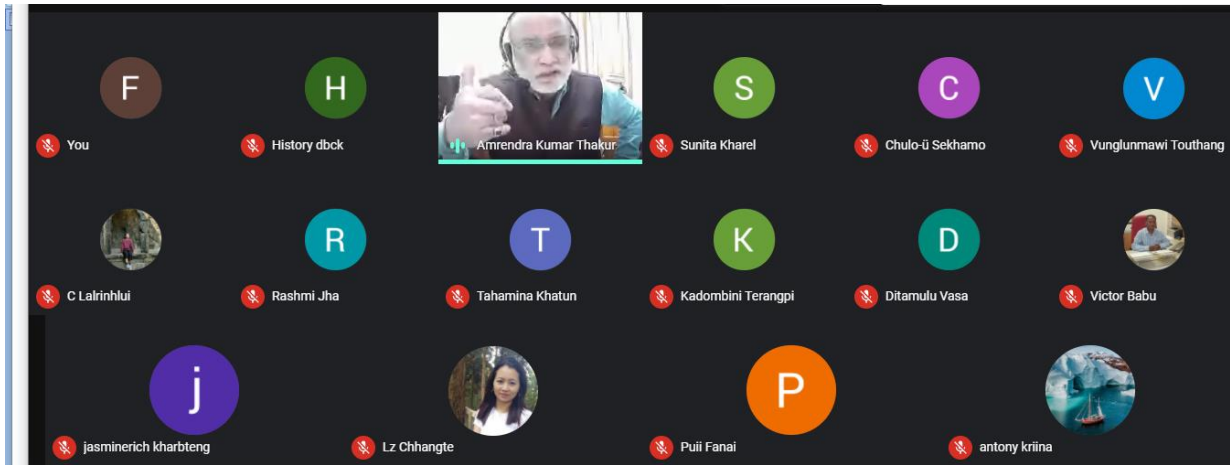 F
H
S
C
V
You
History dbck
Amrendra Kumar Thakur
Sunita Kharel
Chulo-ü Sekhamo
Vunglunmawi Touthang
R
T
K
D
C Lalrinhlui
Rashmi Jha
Tahamina Khatun
Kadombini Terangpi
Ditamulu Vasa
Victor Babu
j
P
jasminerich kharbteng
Lz Chhangte
Puii Fanai
antony kriina